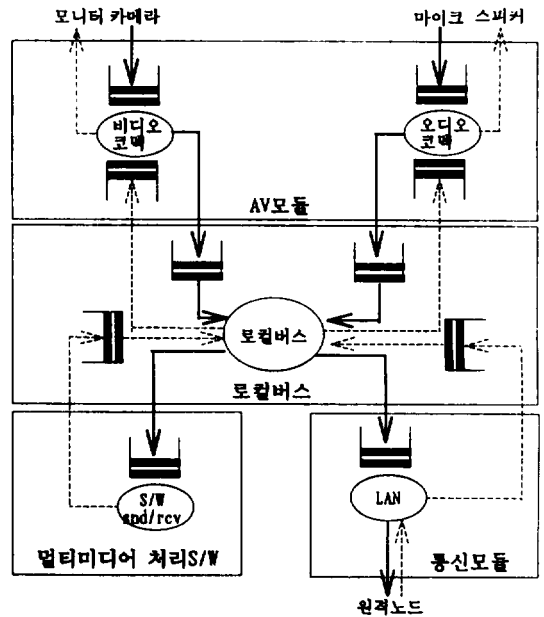 모니터 카메라 마이크 스피커
비디오 오디오
코덱 코덱
AV모듈
로컬버스
로컬버스
S/W
snd/rcv
LAN
멀티미디어 처리S/W
통신모듈
원격노드